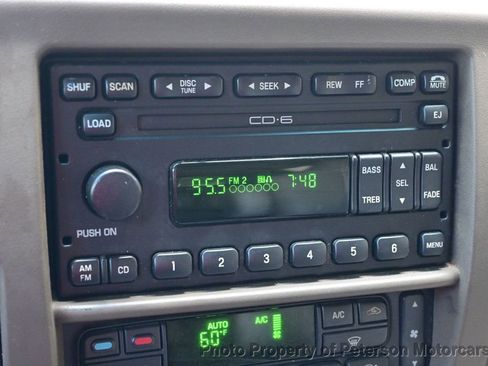 SHUF SCAN DISC TUNE SEEK REW FF COMP MUTE
LOAD CD·6 EJ
95.5 FM 2 7:48
BASS TREB SEL BAL FADE
PUSH ON
AM FM CD 1 2 3 4 5 6 MENU
AUTO A/C A/C
60°F
Photo Property of Peterson Motorcars